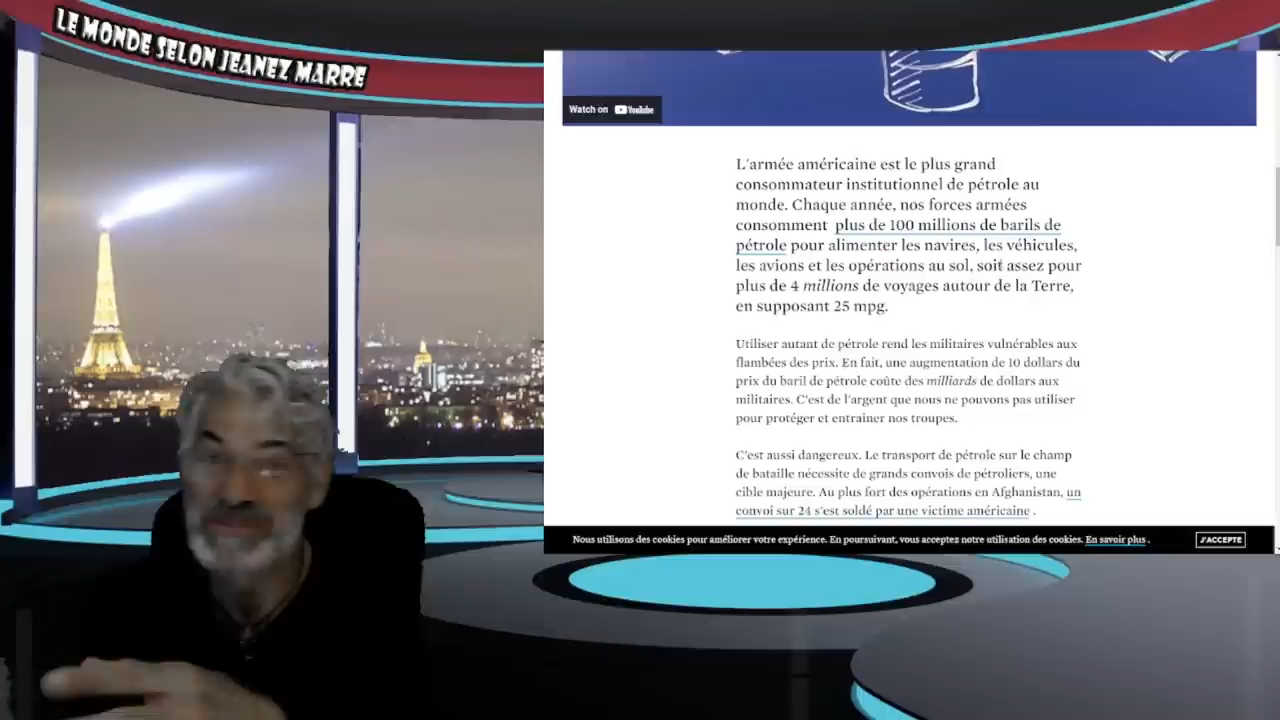 LE MONDE SELON JEANEZ MARRE
Watch on YouTube
L'armée américaine est le plus grand
consommateur institutionnel de pétrole au
monde. Chaque année, nos forces armées
consomment plus de 100 millions de barils de
pétrole pour alimenter les navires, les véhicules,
les avions et les opérations au sol, soit assez pour
plus de 4 millions de voyages autour de la Terre,
en supposant 25 mpg.
Utiliser autant de pétrole rend les militaires vulnérables aux
flambées des prix. En fait, une augmentation de 10 dollars du
prix du baril de pétrole coûte des milliards de dollars aux
militaires. C'est de l'argent que nous ne pouvons pas utiliser
pour protéger et entraîner nos troupes.
C'est aussi dangereux. Le transport de pétrole sur le champ
de bataille nécessite de grands convois de pétroliers, une
cible majeure. Au plus fort des opérations en Afghanistan, un
convoi sur 24 s'est soldé par une victime américaine .
Nous utilisons des cookies pour améliorer votre expérience. En poursuivant, vous acceptez notre utilisation des cookies. En savoir plus .
J'ACCEPTE